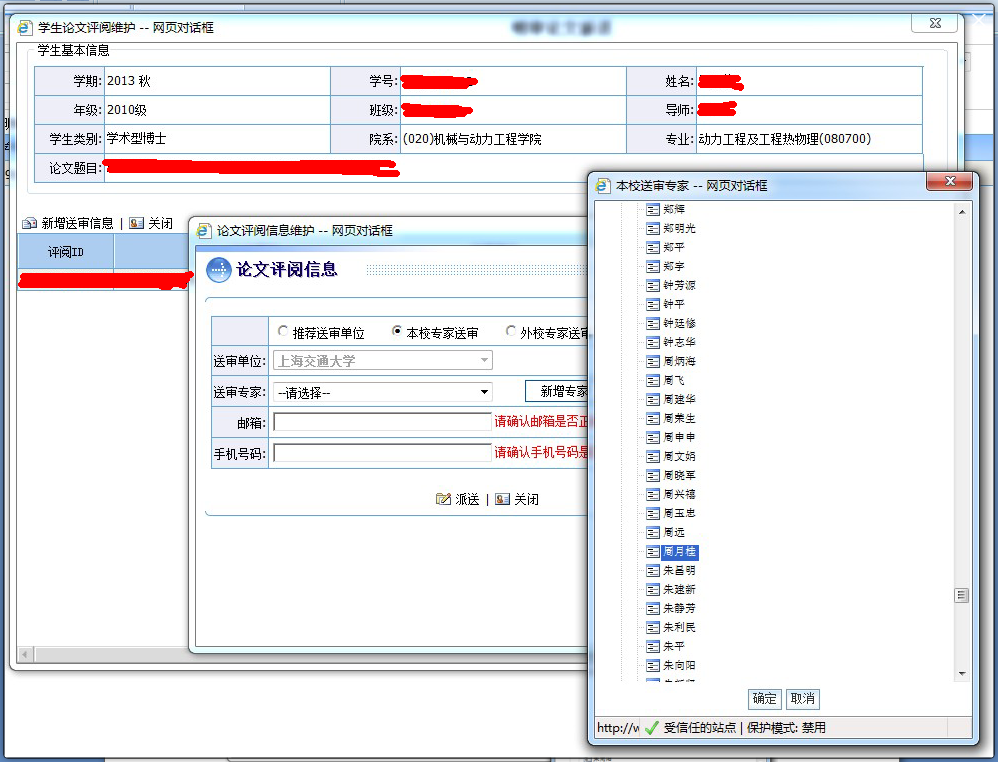 学生论文评阅维护 -- 网页对话框
学生基本信息
学期: 2013 秋 学号: 姓名:
年级: 2010级 班级: 导师:
学生类别: 学术型博士 院系: (020)机械与动力工程学院 专业: 动力工程及工程热物理(080700)
论文题目:
新增送审信息 | 关闭
评阅ID
论文评阅信息维护 -- 网页对话框
论文评阅信息
推荐送审单位 本校专家送审 外校专家送审
送审单位: 上海交通大学
送审专家: --请选择-- 新增专家
邮箱: 请确认邮箱是否正
手机号码: 请确认手机号码是
派送 | 关闭
本校送审专家 -- 网页对话框
郑辉
郑明光
郑平
郑宇
钟芳源
钟平
钟廷修
钟志华
周炳海
周飞
周建华
周荣生
周申申
周文娟
周晓军
周兴禧
周玉忠
周远
周月桂
朱昌明
朱建新
朱静芳
朱利民
朱平
朱向阳
确定 取消
http://w 受信任的站点 | 保护模式: 禁用